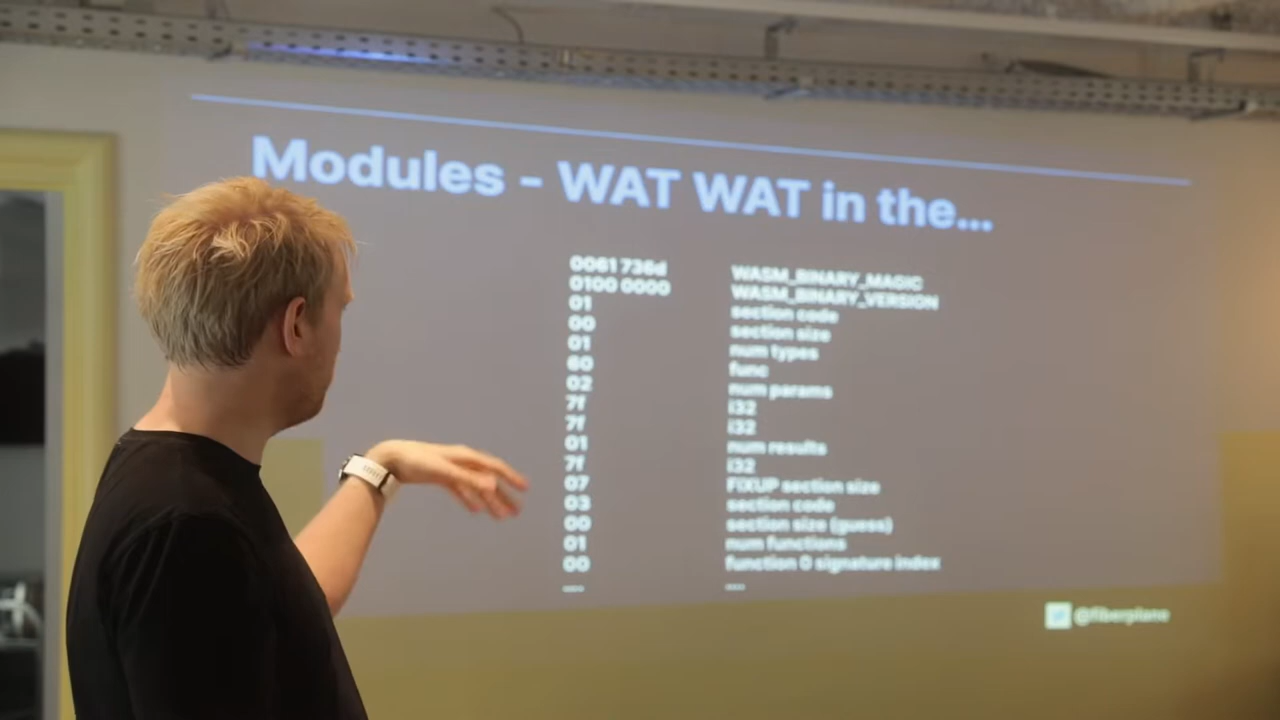 Modules - WAT WAT in the...
0061 736d WASM_BINARY_MAGIC
0100 0000 WASM_BINARY_VERSION
01 section code
00 section size
01 num types
60 func
02 num params
7f i32
7f i32
01 num results
7f i32
07 FIXUP section size
03 section code
00 section size (guess)
01 num functions
00 function 0 signature index
.... ....
@fiberplane